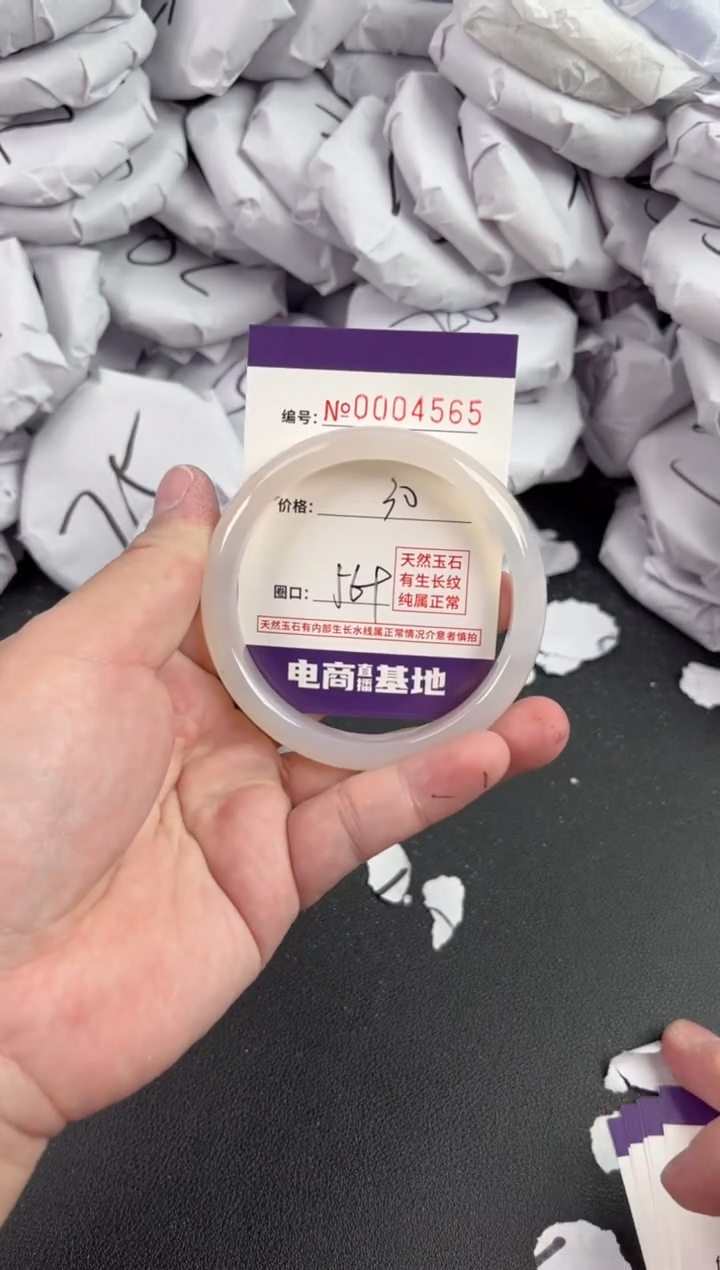 编号: №0004565
价格: 30
圈口: 56
天然玉石
有生长纹
纯属正常
天然玉石有内部生长水线属正常情况介意者慎拍
电商直播基地